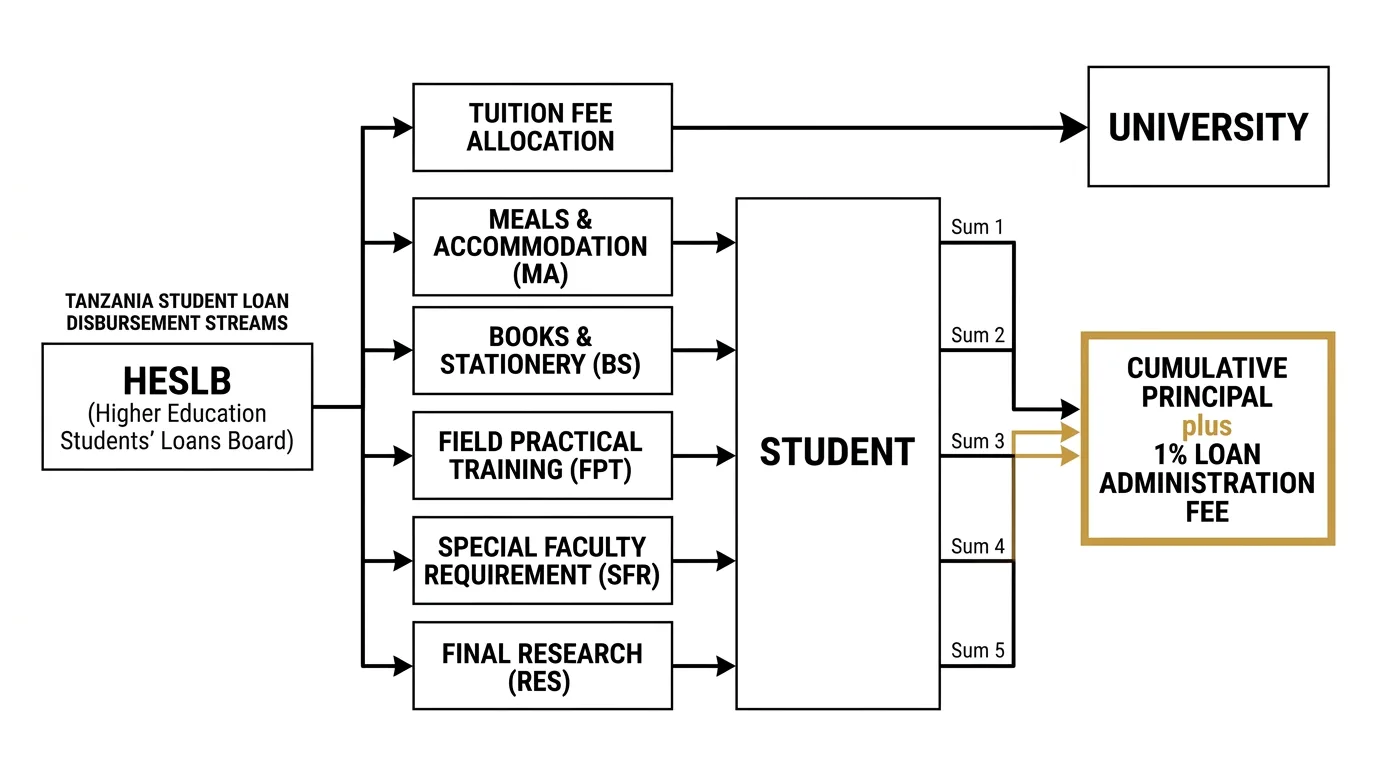 TUITION FEE
ALLOCATION
UNIVERSITY
MEALS &
ACCOMMODATION
(MA)
TANZANIA STUDENT LOAN
DISBURSEMENT STREAMS
HESLB
(Higher Education
Students' Loans Board)
BOOKS &
STATIONERY (BS)
FIELD PRACTICAL
TRAINING (FPT)
SPECIAL FACULTY
REQUIREMENT (SFR)
FINAL RESEARCH
(RES)
STUDENT
Sum 1
Sum 2
Sum 3
Sum 4
Sum 5
CUMULATIVE
PRINCIPAL
plus
1% LOAN
ADMINISTRATION
FEE